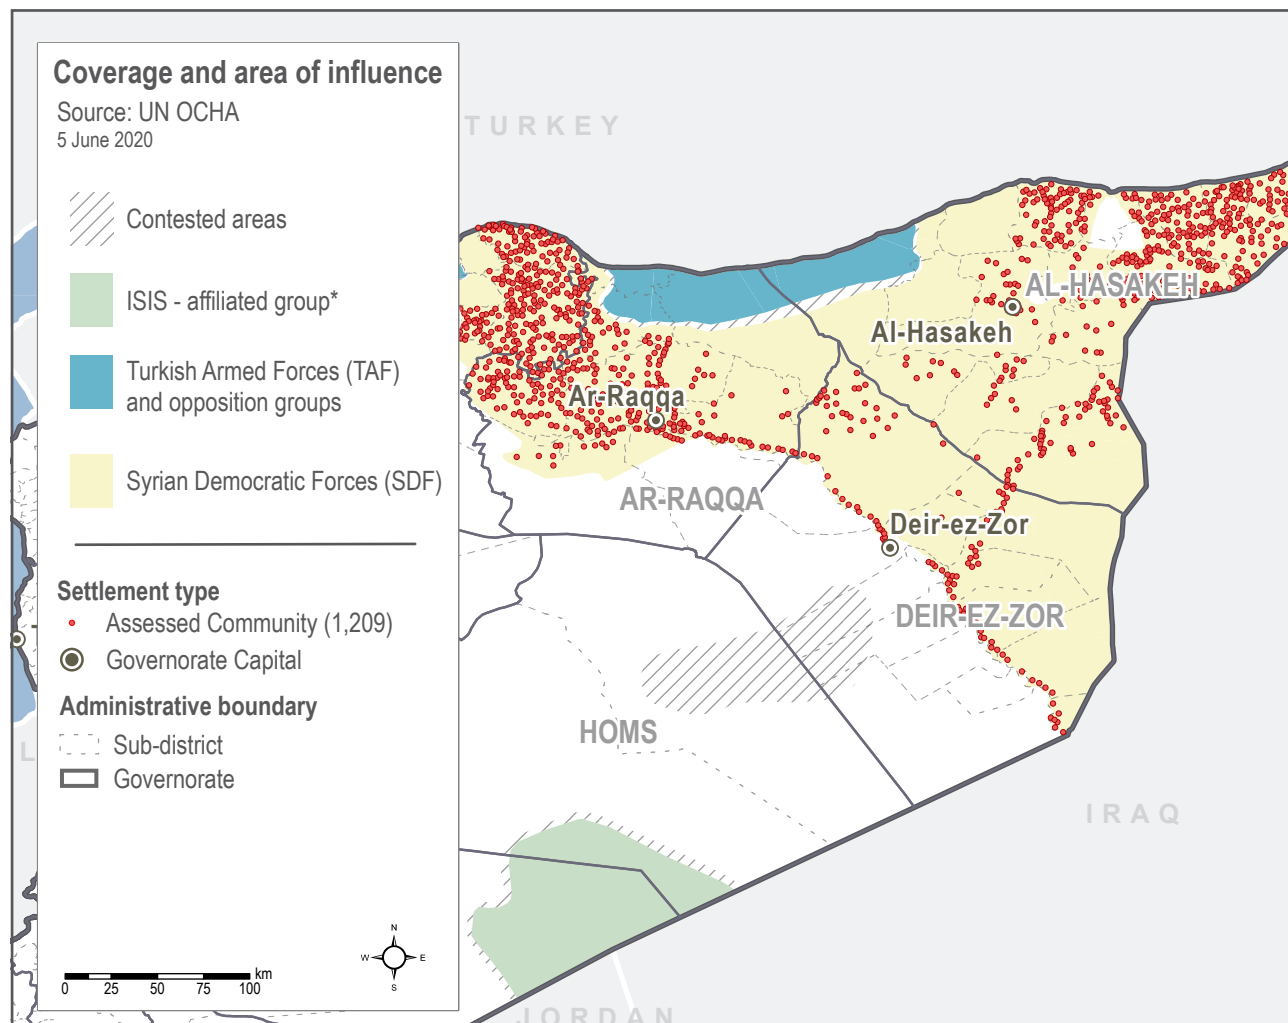 Coverage and area of influence
Source: UN OCHA
5 June 2020
Contested areas
ISIS - affiliated group*
Turkish Armed Forces (TAF)
and opposition groups
Syrian Democratic Forces (SDF)
Settlement type
Assessed Community (1,209)
Governorate Capital
Administrative boundary
Sub-district
Governorate
N
W
E
S
km
0 25 50 75 100
TURKEY
AL-HASAKEH
Al-Hasakeh
Ar-Raqqa
AR-RAQQA
Deir-ez-Zor
DEIR-EZ-ZOR
HOMS
IRAQ
JORDAN
L